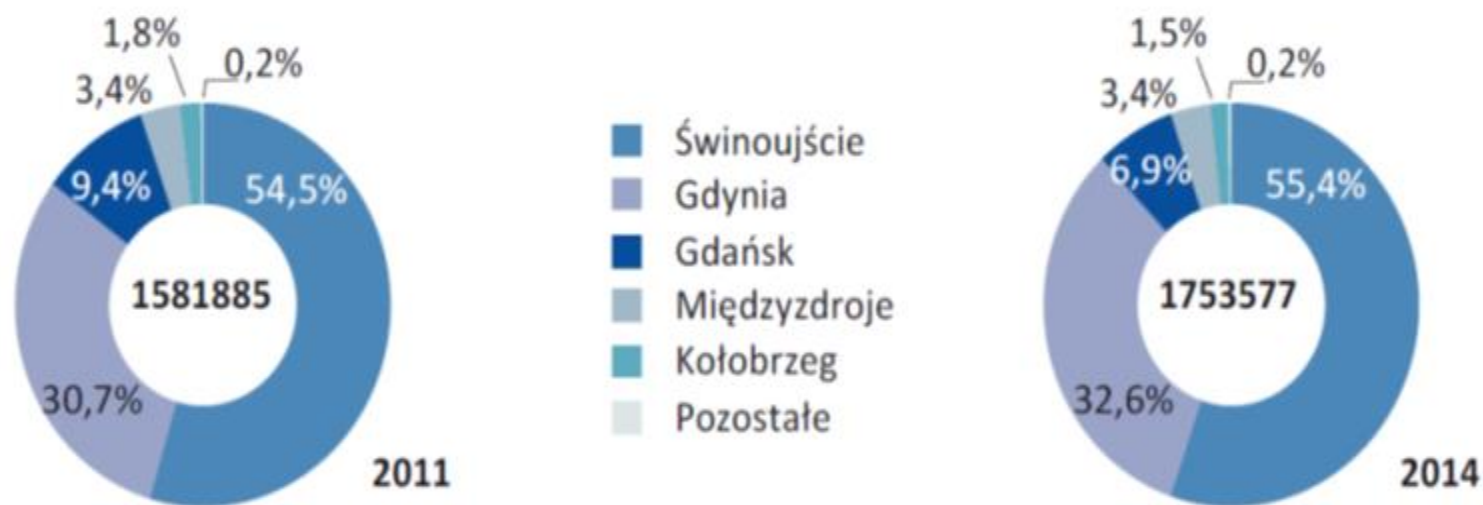 1,8%
0,2%
3,4%
9,4%
54,5%
1581885
30,7%
2011
Świnoujście
Gdynia
Gdańsk
Międzyzdroje
Kołobrzeg
Pozostałe
1,5%
0,2%
3,4%
6,9%
55,4%
1753577
32,6%
2014